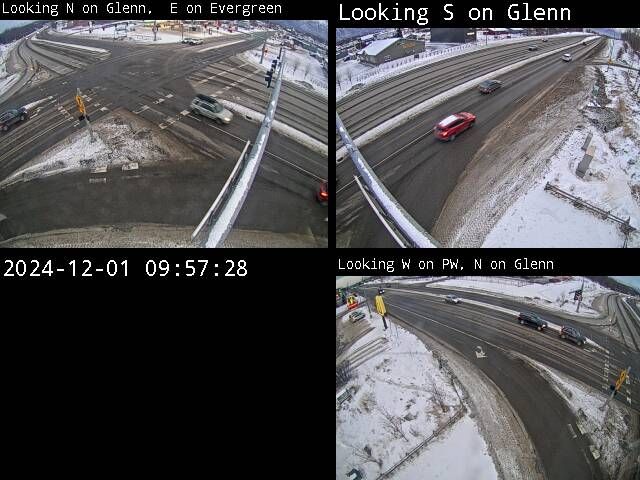 Looking N on Glenn,  E on Evergreen
Looking S on Glenn
2024-12-01 09:57:28
Looking W on PW, N on Glenn